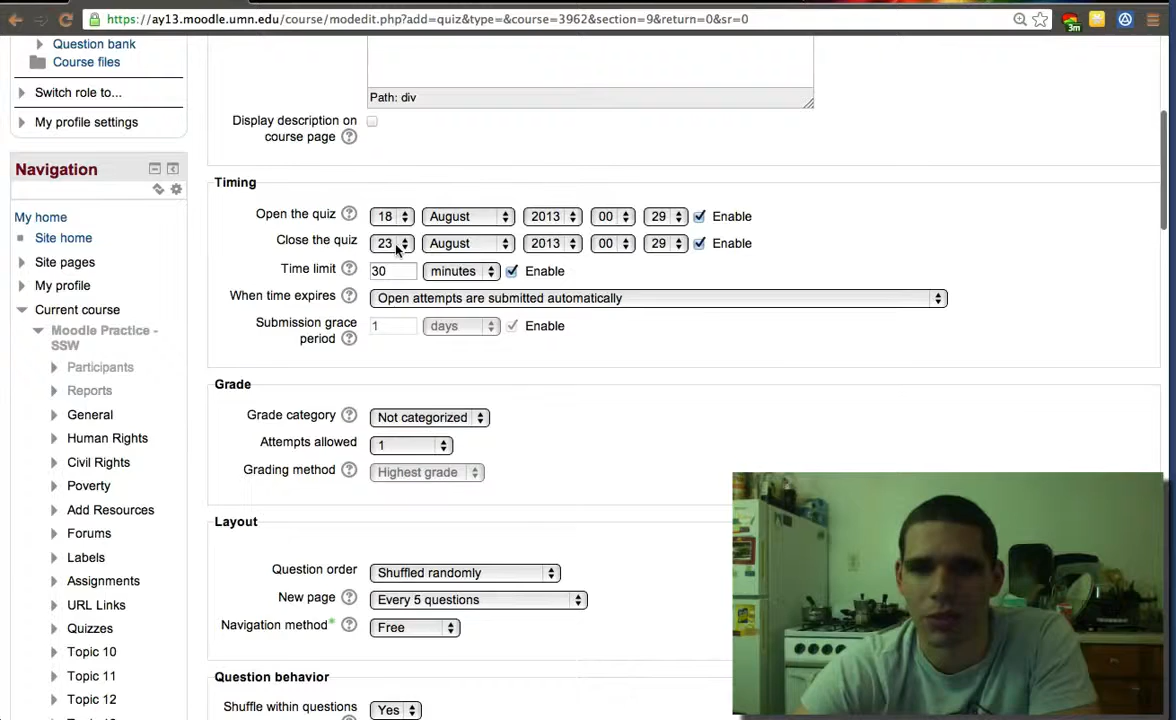 https://ay13.moodle.umn.edu/course/modedit.php?add=quiz&type=&course=3962&section=9&return=0&sr=0
3m
Question bank
Course files
Switch role to...
My profile settings
Navigation
My home
Site home
Site pages
My profile
Current course
Moodle Practice -
SSW
Participants
Reports
General
Human Rights
Civil Rights
Poverty
Add Resources
Forums
Labels
Assignments
URL Links
Quizzes
Topic 10
Topic 11
Topic 12
Path: div
Display description on
course page
Timing
Open the quiz 18 August 2013 00 29 Enable
Close the quiz 23 August 2013 00 29 Enable
Time limit 30 minutes Enable
When time expires Open attempts are submitted automatically
Submission grace
period 1 days Enable
Grade
Grade category Not categorized
Attempts allowed 1
Grading method Highest grade
Layout
Question order Shuffled randomly
New page Every 5 questions
Navigation method* Free
Question behavior
Shuffle within questions Yes